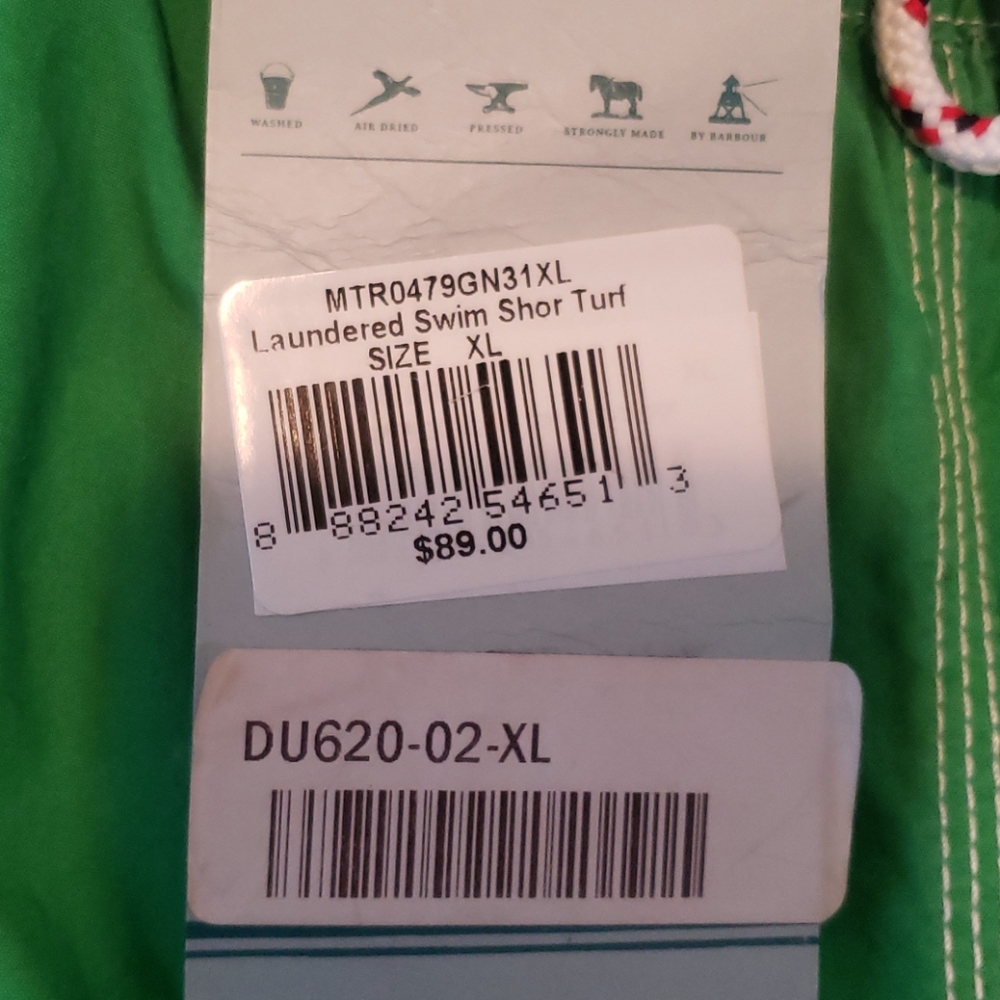 WASHED AIR DRIED PRESSED STRONGLY MADE BY BARBOUR
MTR0479GN31XL
Laundered Swim Shor Turf
SIZE XL
8 88242 54651 3
$89.00
DU620-02-XL